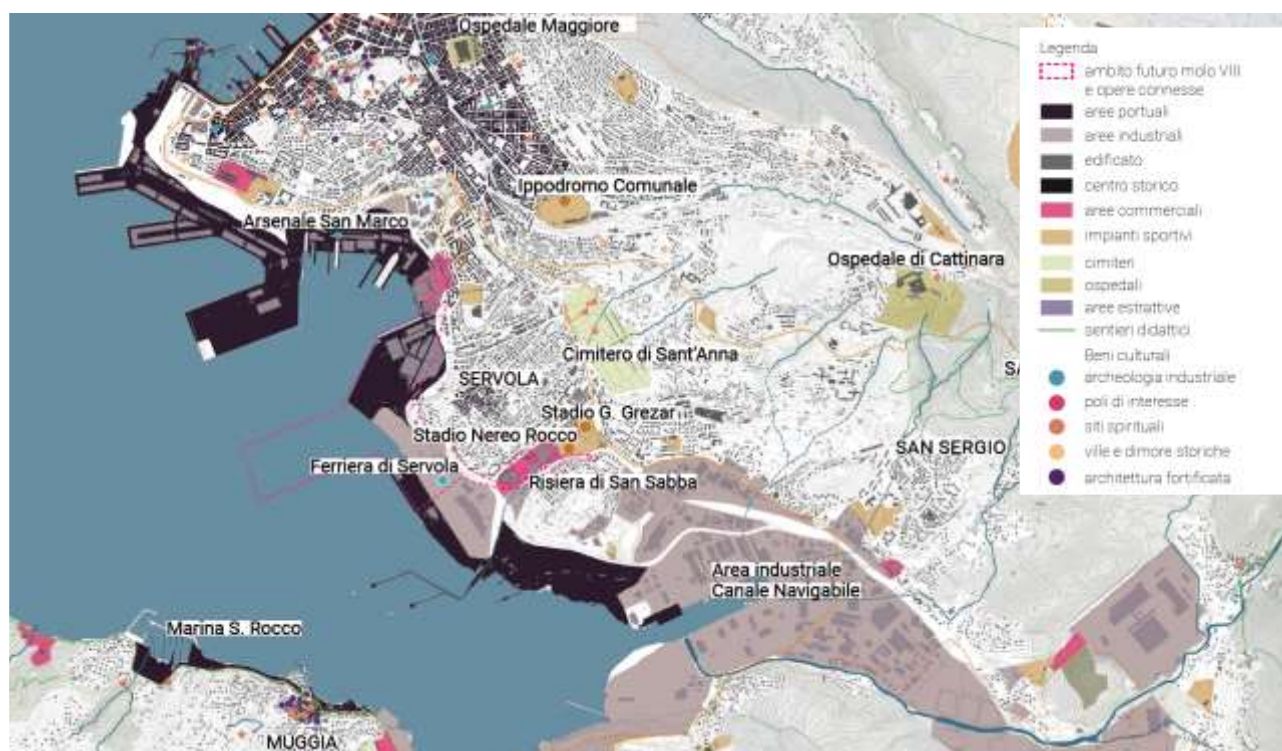 Ospedale Maggiore
Ippodromo Comunale
Arsenale San Marco
Ospedale di Cattinara
Cimitero di Sant'Anna
SERVOLA
Stadio G. Grezar
Stadio Nereo Rocco
SAN SERGIO
Ferriera di Servola
Risiera di San Sabba
Area industriale
Canale Navigabile
Marina S. Rocco
MUGGIA
Legenda
ambito futuro molo VIII
e opere connesse
aree portuali
aree industriali
edificato
centro storico
aree commerciali
impianti sportivi
cimiteri
ospedali
aree estrattive
sentieri didattici
Beni culturali
archeologia industriale
poli di interesse
siti spirituali
ville e dimore storiche
architettura fortificata